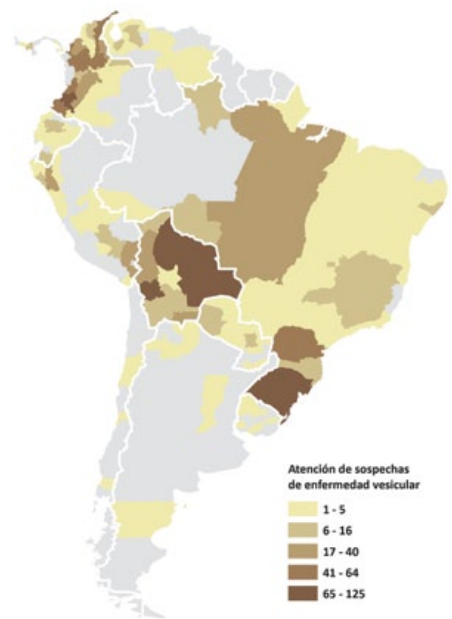 Atención de sospechas
de enfermedad vesicular
1 - 5
6 - 16
17 - 40
41 - 64
65 - 125